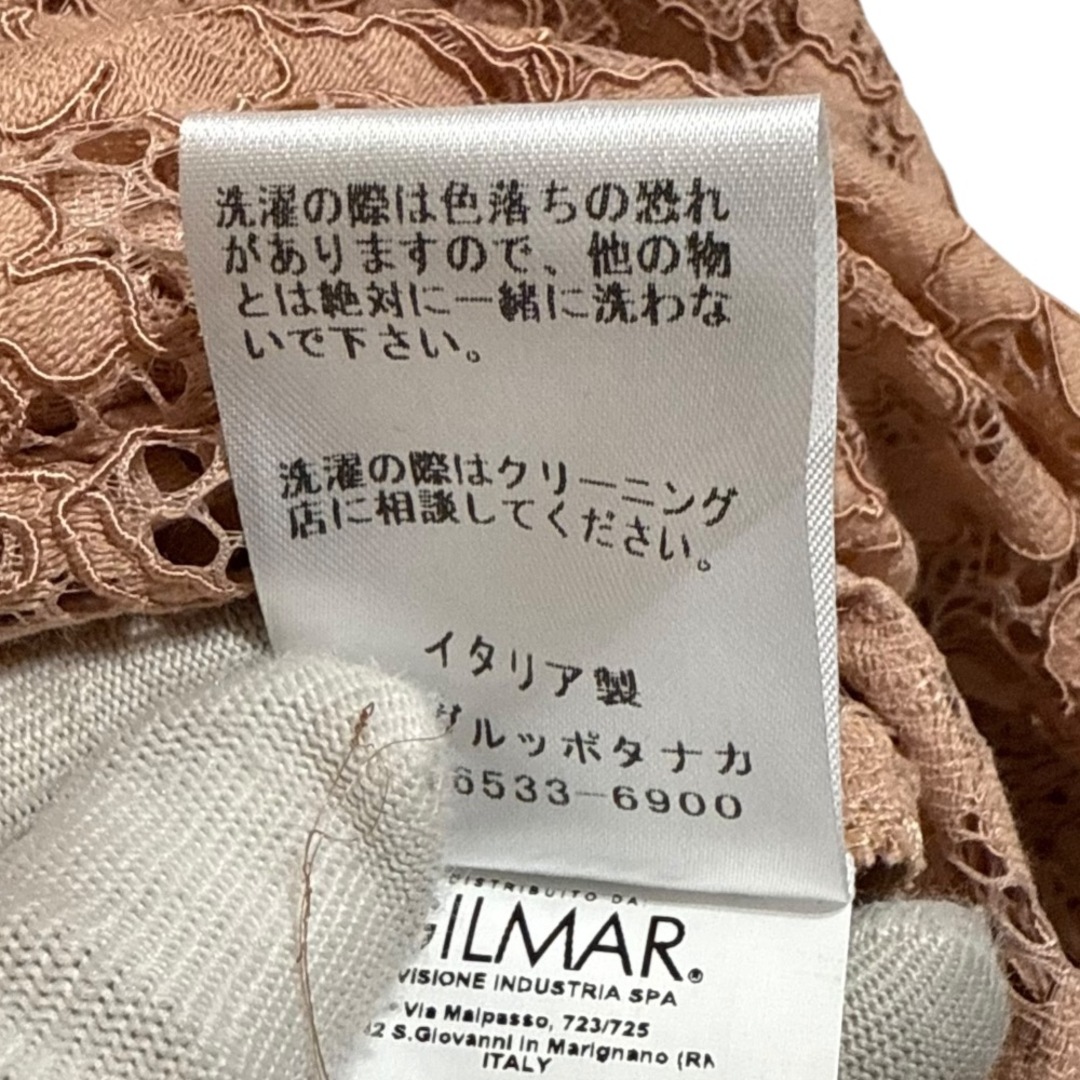 洗濯の際は色落ちの恐れ
がありますので、他の物
とは絶対に一緒に洗わな
いで下さい。
洗濯の際はクリーニング
店に相談してください。
イタリア製
グルッポタナカ
6533-6900
DISTRIBUITO DA:
GILMAR®
DIVISIONE INDUSTRIA SPA
Via Malpasso, 723/725
S.Giovanni in Marignano (RN
ITALY